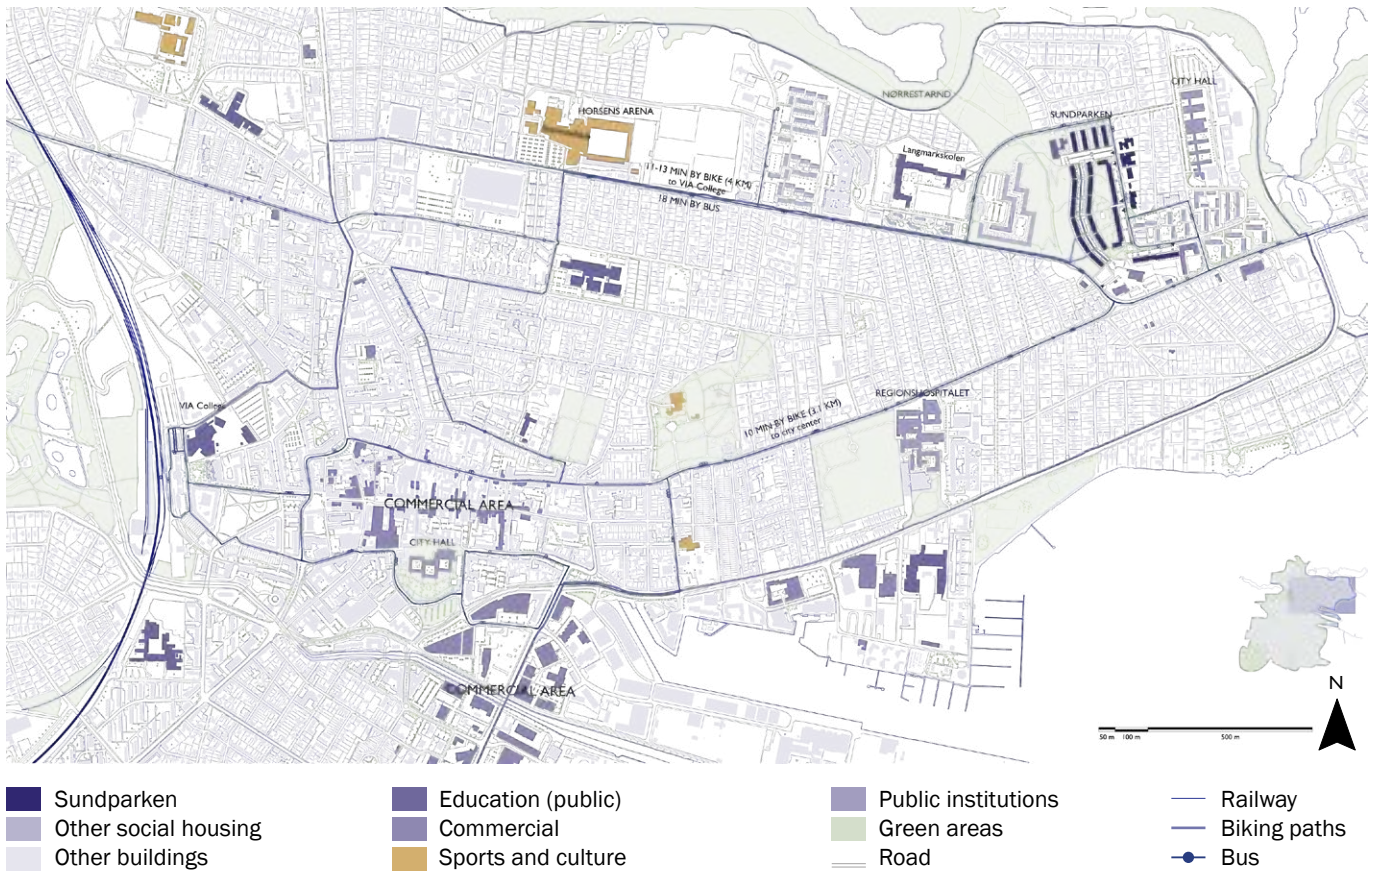 CITY HALL
NØRRESTRAND
HORSENS ARENA
SUNDPARKEN
Langmarkskolen
11-13 MIN BY BIKE (4 KM)
to VIA College
18 MIN BY BUS
REGIONSHOSPITALET
VIA College
10 MIN BY BIKE (3.1 KM)
to city center
COMMERCIAL AREA
CITY HALL
COMMERCIAL AREA
N
50 m 100 m 500 m
Sundparken
Other social housing
Other buildings
Education (public)
Commercial
Sports and culture
Public institutions
Green areas
Road
Railway
Biking paths
Bus